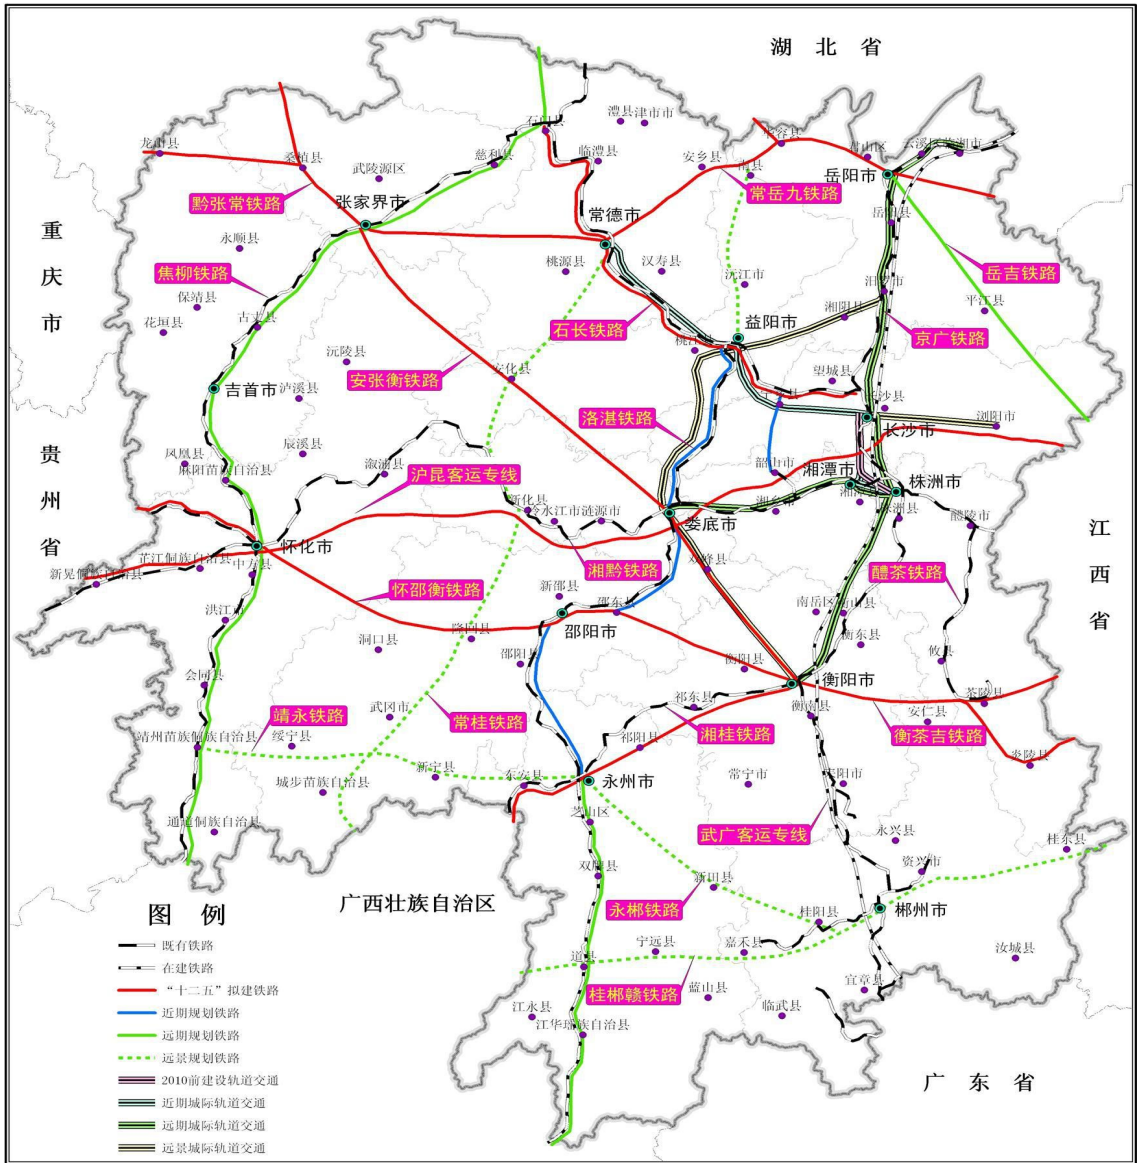 湖北省
澧县
津市市
石门县
华容县
君山区
云溪区
临湘市
龙山县
桑植县
武陵源区
慈利县
临澧县
安乡县
南县
岳阳市
黔张常铁路
张家界市
常岳九铁路
常德市
岳阳县
重庆市
永顺县
焦柳铁路
桃源县
汉寿县
沅江市
汨罗市
岳吉铁路
保靖县
湘阴县
平江县
花垣县
古丈县
石长铁路
益阳市
京广铁路
沅陵县
桃江县
安张衡铁路
安化县
望城县
吉首市
泸溪县
长沙县
浏阳市
洛湛铁路
长沙市
贵州省
辰溪县
凤凰县
麻阳苗族自治县
溆浦县
沪昆客运专线
韶山市
湘潭市
株洲市
新化县
冷水江市
涟源市
湘乡市
株洲县
娄底市
醴陵市
江西省
怀化市
芷江侗族自治县
新晃侗族自治县
中方县
湘黔铁路
双峰县
醴茶铁路
怀邵衡铁路
新邵县
洪江市
邵东县
南岳区
衡山县
邵阳市
隆回县
衡东县
洞口县
邵阳县
衡阳县
攸县
会同县
衡阳市
常桂铁路
祁东县
茶陵县
靖永铁路
武冈市
衡南县
安仁县
湘桂铁路
衡茶吉铁路
靖州苗族侗族自治县
绥宁县
祁阳县
炎陵县
新宁县
城步苗族自治县
东安县
永州市
常宁市
耒阳市
通道侗族自治县
芝山区
武广客运专线
永兴县
桂东县
双牌县
资兴市
新田县
广西壮族自治区
永郴铁路
桂阳县
郴州市
图例
既有铁路
在建铁路
“十二五”拟建铁路
近期规划铁路
远期规划铁路
远景规划铁路
2010前建设轨道交通
近期城际轨道交通
远期城际轨道交通
远景城际轨道交通
宁远县
嘉禾县
汝城县
道县
桂郴赣铁路
蓝山县
宜章县
江永县
临武县
江华瑶族自治县
广东省